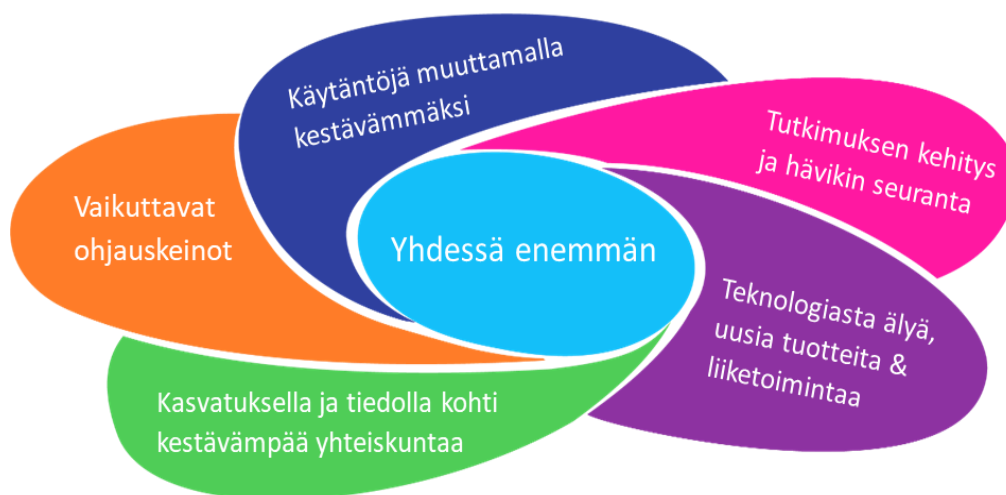 Käytäntöjä muuttamalla
kestävämmäksi
Tutkimuksen kehitys
ja hävikin seuranta
Vaikuttavat
ohjauskeinot
Yhdessä enemmän
Teknologiasta älyä,
uusia tuotteita &
liiketoimintaa
Kasvatuksella ja tiedolla kohti
kestävämpää yhteiskuntaa